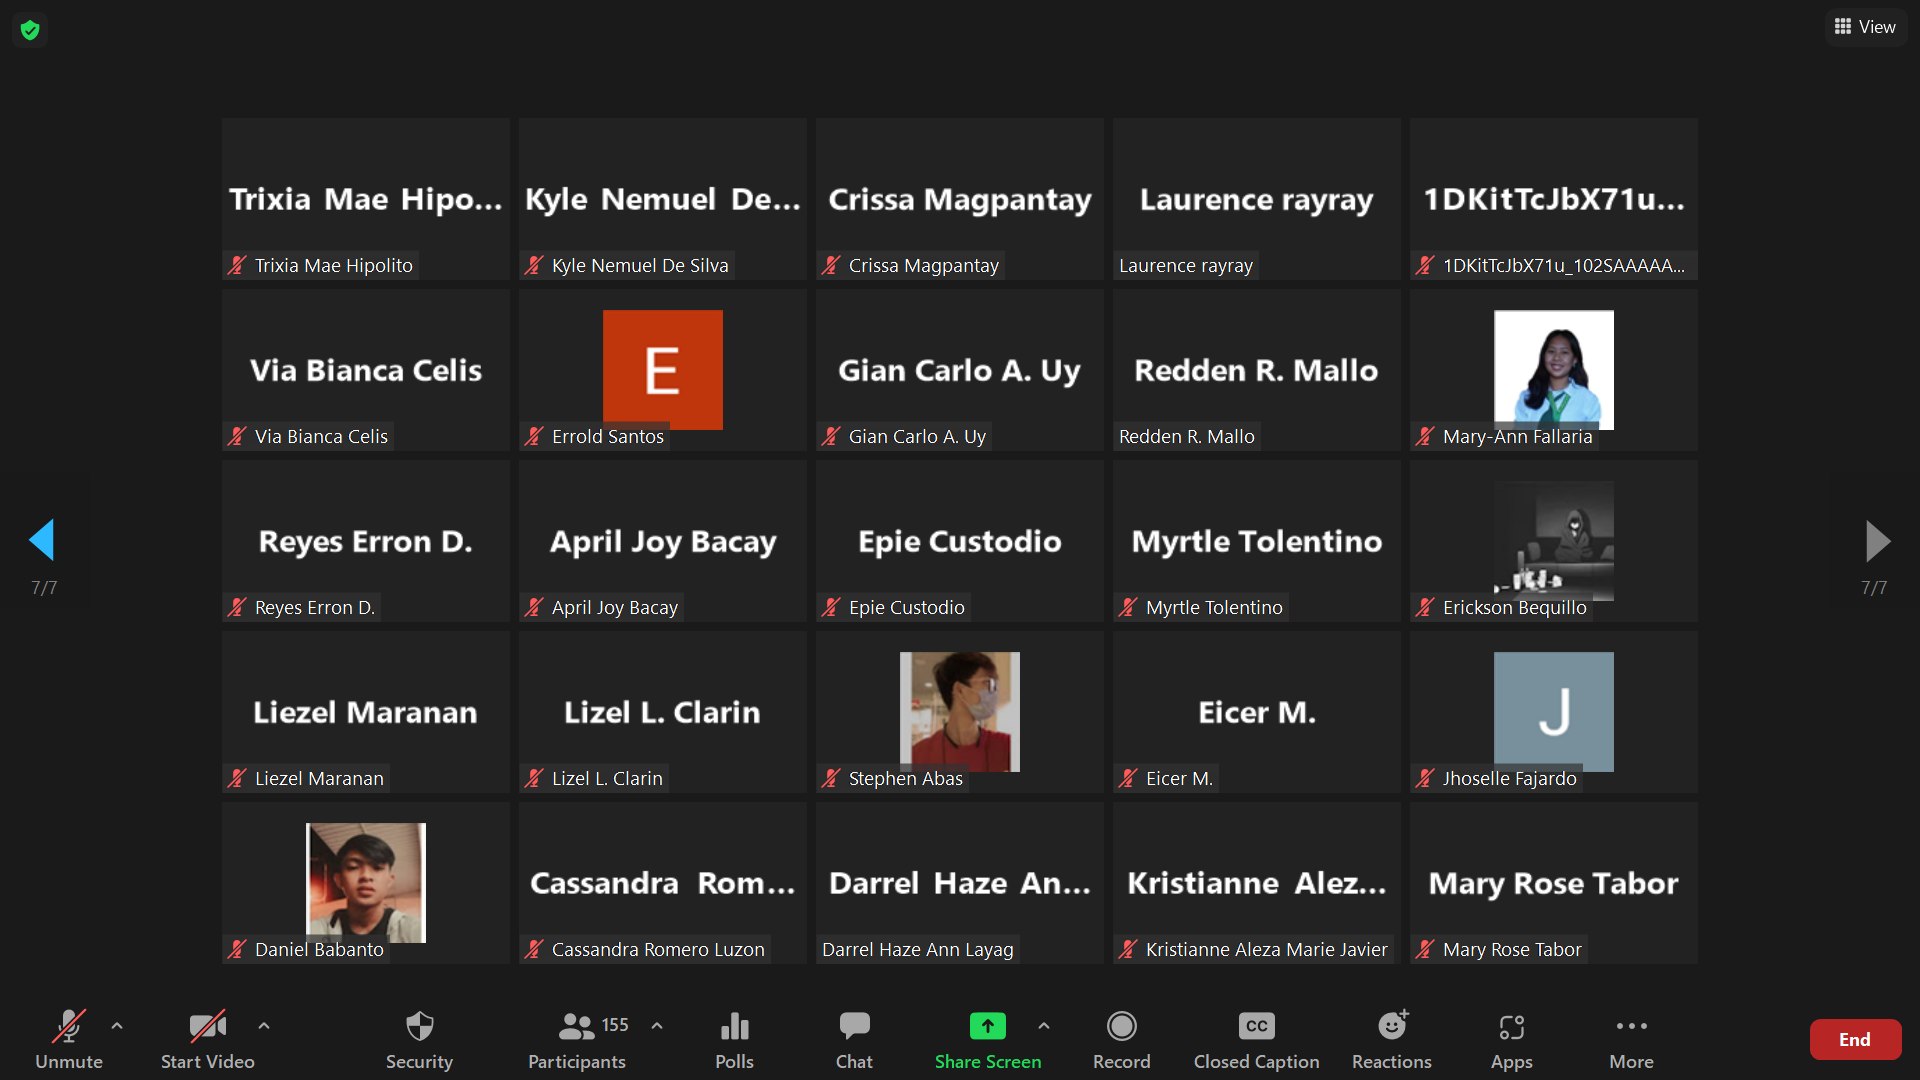 View
Trixia Mae Hipo...
Trixia Mae Hipolito
Kyle Nemuel De...
Kyle Nemuel De Silva
Crissa Magpantay
Crissa Magpantay
Laurence rayray
Laurence rayray
1DKitTcJbX71u...
1DKitTcJbX71u_102SAAAAA...
Via Bianca Celis
Via Bianca Celis
E
Errold Santos
Gian Carlo A. Uy
Gian Carlo A. Uy
Redden R. Mallo
Redden R. Mallo
Mary-Ann Fallaria
Reyes Erron D.
Reyes Erron D.
April Joy Bacay
April Joy Bacay
Epie Custodio
Epie Custodio
Myrtle Tolentino
Myrtle Tolentino
Erickson Bequillo
7/7
7/7
Liezel Maranan
Liezel Maranan
Lizel L. Clarin
Lizel L. Clarin
Stephen Abas
Eicer M.
Eicer M.
J
Jhoselle Fajardo
Daniel Babanto
Cassandra Rom...
Cassandra Romero Luzon
Darrel Haze An...
Darrel Haze Ann Layag
Kristianne Alez...
Kristianne Aleza Marie Javier
Mary Rose Tabor
Mary Rose Tabor
Unmute
Start Video
Security
155
Participants
Polls
Chat
Share Screen
Record
CC
Closed Caption
Reactions
Apps
More
End